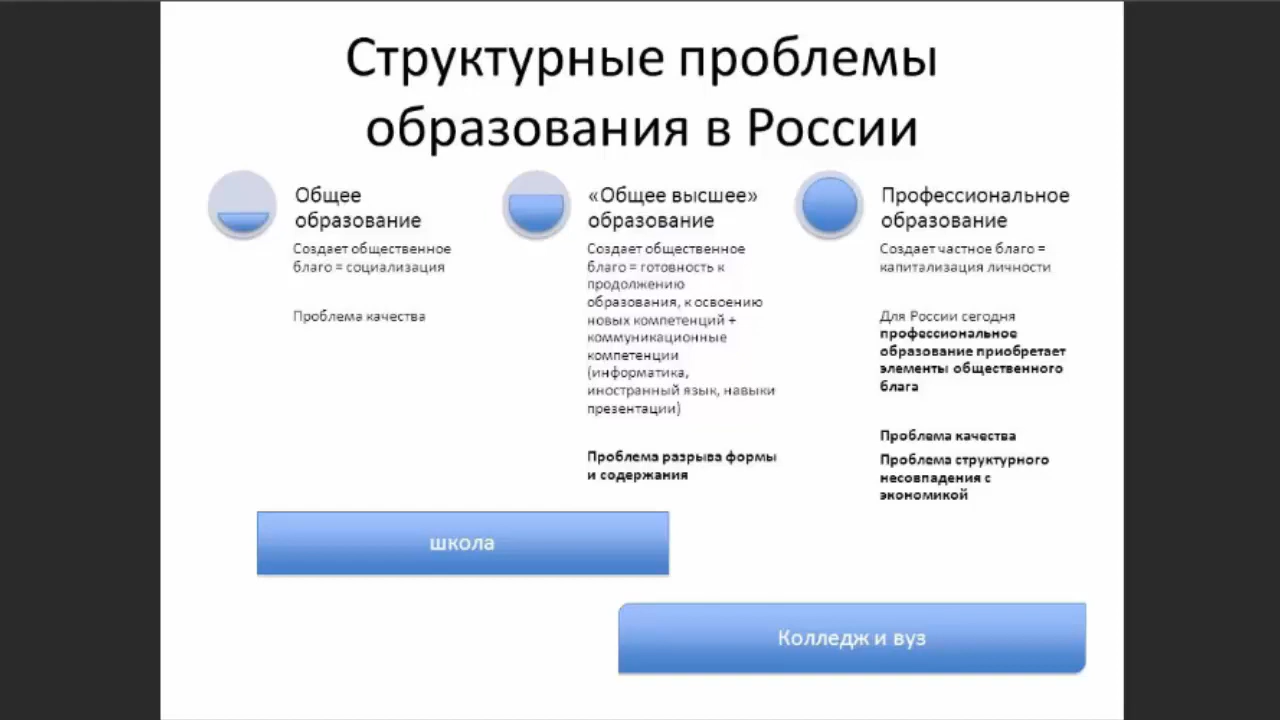 Структурные проблемы
образования в России
Общее
образование
Создает общественное
благо = социализация
Проблема качества
«Общее высшее»
образование
Создает общественное
благо = готовность к
продолжению
образования, к освоению
новых компетенций +
коммуникационные
компетенции
(информатика,
иностранный язык, навыки
презентации)
Проблема разрыва формы
и содержания
Профессиональное
образование
Создает частное благо =
капитализация личности
Для России сегодня
профессиональное
образование приобретает
элементы общественного
блага
Проблема качества
Проблема структурного
несовпадения с
экономикой
школа
Колледж и вуз